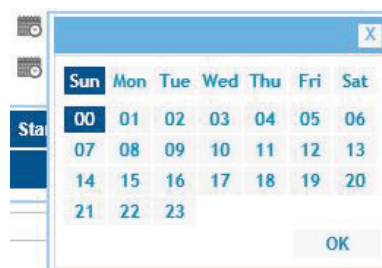 X
Sun Mon Tue Wed Thu Fri Sat
00 01 02 03 04 05 06
Sta
07 08 09 10 11 12 13
14 15 16 17 18 19 20
21 22 23
OK